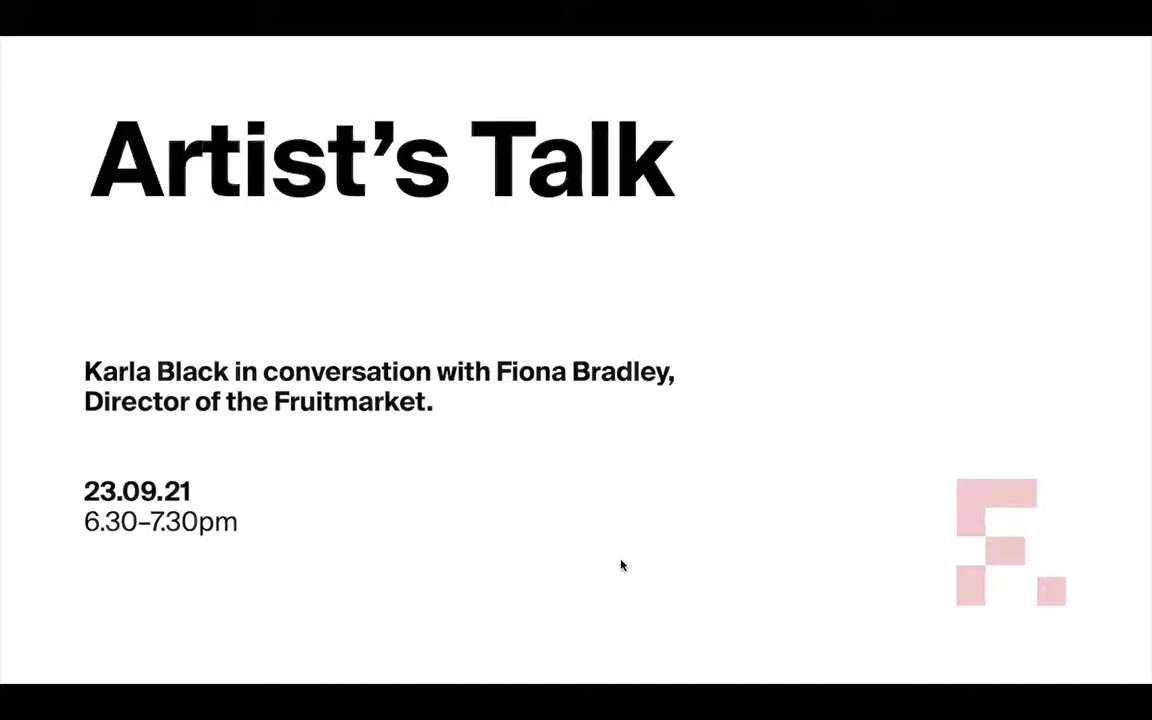 Artist’s Talk
Karla Black in conversation with Fiona Bradley,
Director of the Fruitmarket.
23.09.21
6.30–7.30pm
F.